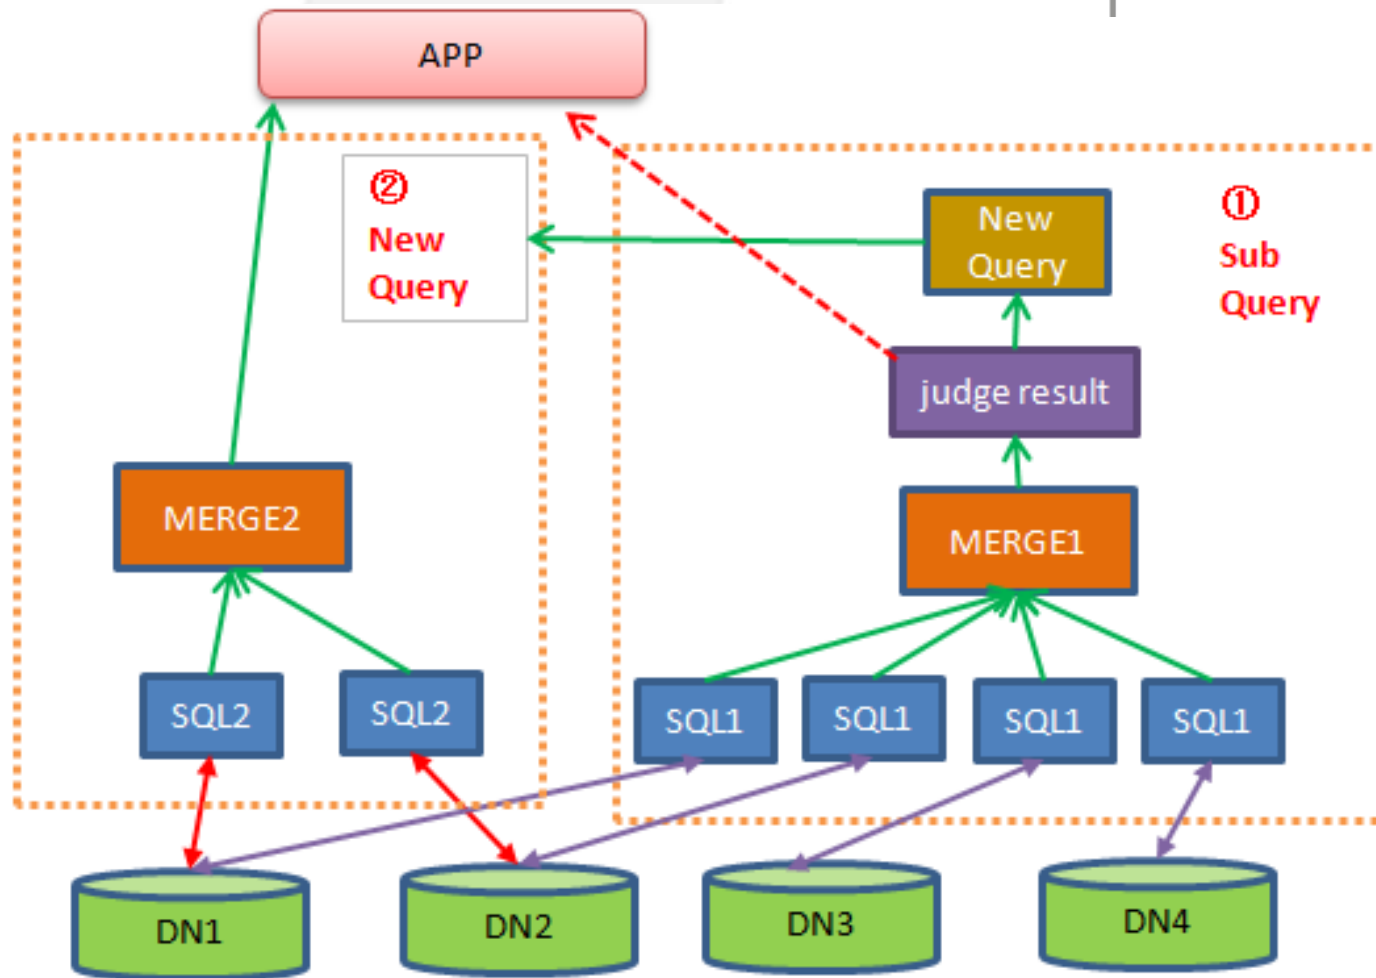 APP
②
New
Query
New
Query
①
Sub
Query
judge result
MERGE2
MERGE1
SQL2
SQL2
SQL1
SQL1
SQL1
SQL1
DN1
DN2
DN3
DN4